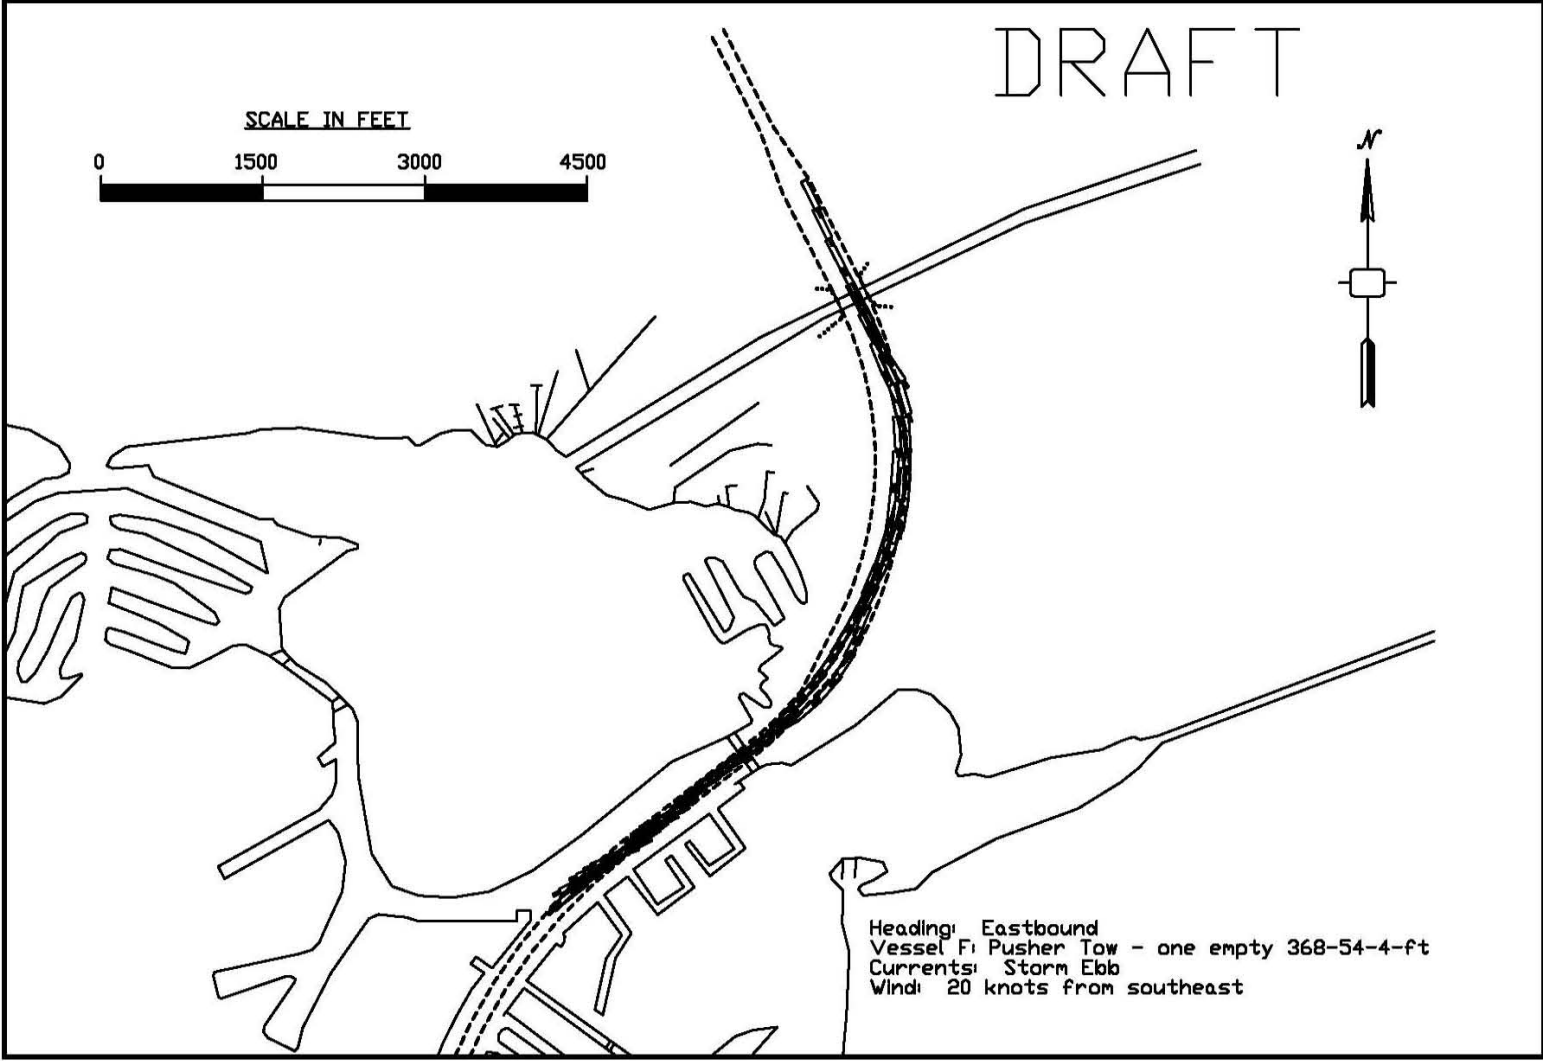 DRAFT
SCALE IN FEET
0 1500 3000 4500
N
Heading: Eastbound
Vessel F: Pusher Tow - one empty 368-54-4-ft
Currents: Storm Ebb
Wind: 20 knots from southeast